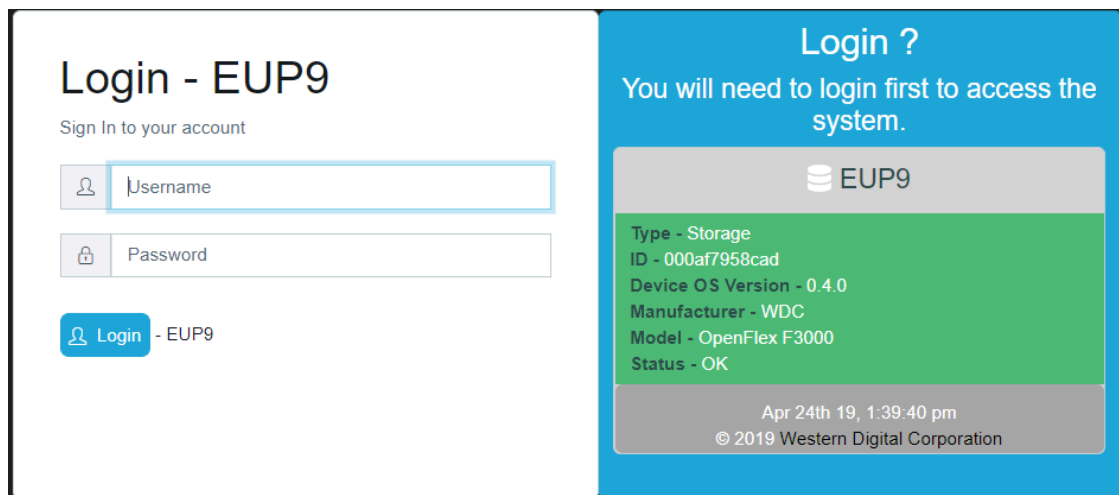 Login - EUP9
Sign In to your account
Username
Password
Login - EUP9
Login ?
You will need to login first to access the
system.
EUP9
Type - Storage
ID - 000af7958cad
Device OS Version - 0.4.0
Manufacturer - WDC
Model - OpenFlex F3000
Status - OK
Apr 24th 19, 1:39:40 pm
© 2019 Western Digital Corporation